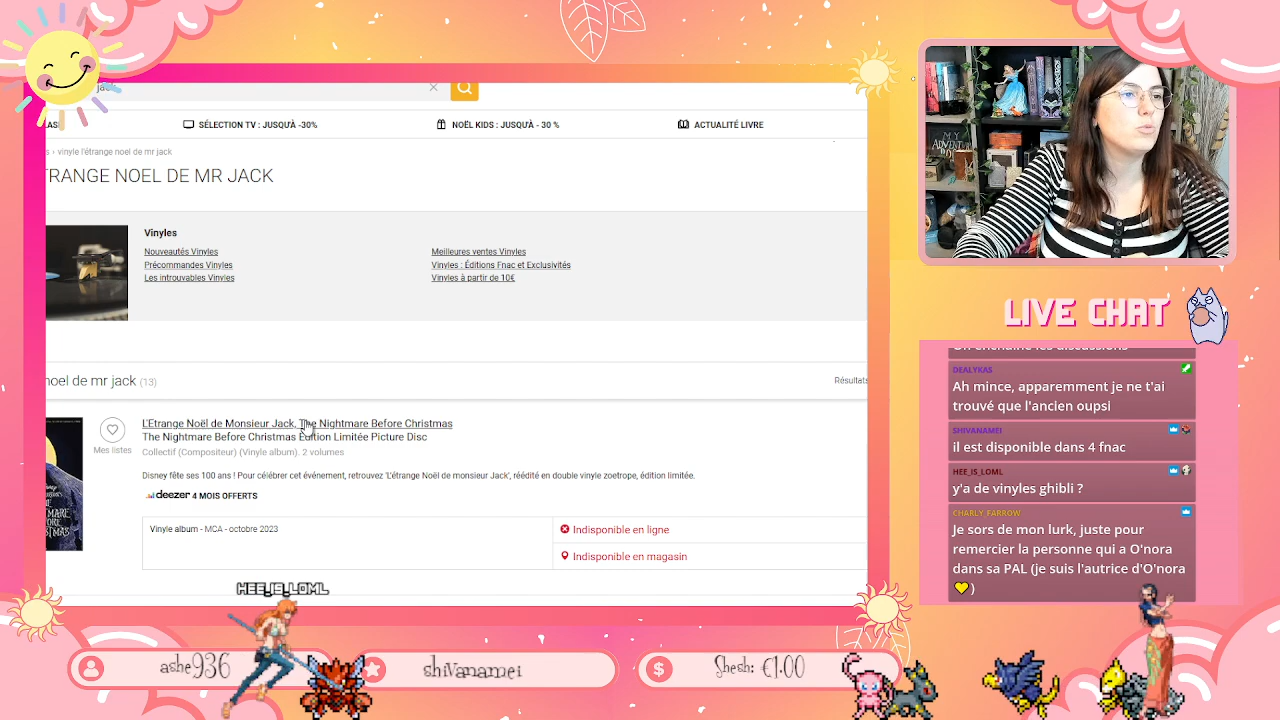 jac
SÉLECTION TV : JUSQU'À -30%
NOËL KIDS : JUSQU'À - 30 %
ACTUALITÉ LIVRE
s › vinyle l'étrange noel de mr jack
TRANGE NOEL DE MR JACK
Vinyles
Nouveautés Vinyles
Meilleures ventes Vinyles
Précommandes Vinyles
Vinyles : Éditions Fnac et Exclusivités
Les introuvables Vinyles
Vinyles à partir de 10€
noel de mr jack (13)
Résultats
L'Etrange Noël de Monsieur Jack, The Nightmare Before Christmas
The Nightmare Before Christmas Edition Limitée Picture Disc
Mes listes
Collectif (Compositeur) (Vinyle album). 2 volumes
Disney fête ses 100 ans ! Pour célébrer cet événement, retrouvez 'L'étrange Noël de monsieur Jack', réédité en double vinyle zoetrope, édition limitée.
deezer 4 MOIS OFFERTS
Vinyle album - MCA - octobre 2023
Indisponible en ligne
Indisponible en magasin
HEE_IS_LOML
ashe936
shiVanamei
Shesh: €1.00
MY ADVENTURE BOOK
LIVE CHAT
On enchaîne les discussions
DEALYKAS
Ah mince, apparemment je ne t'ai
trouvé que l'ancien oupsi
SHIVANAMEI
il est disponible dans 4 fnac
HEE_IS_LOML
y'a de vinyles ghibli ?
CHARLY_FARROW
Je sors de mon lurk, juste pour
remercier la personne qui a O'nora
dans sa PAL (je suis l'autrice d'O'nora
💛 )